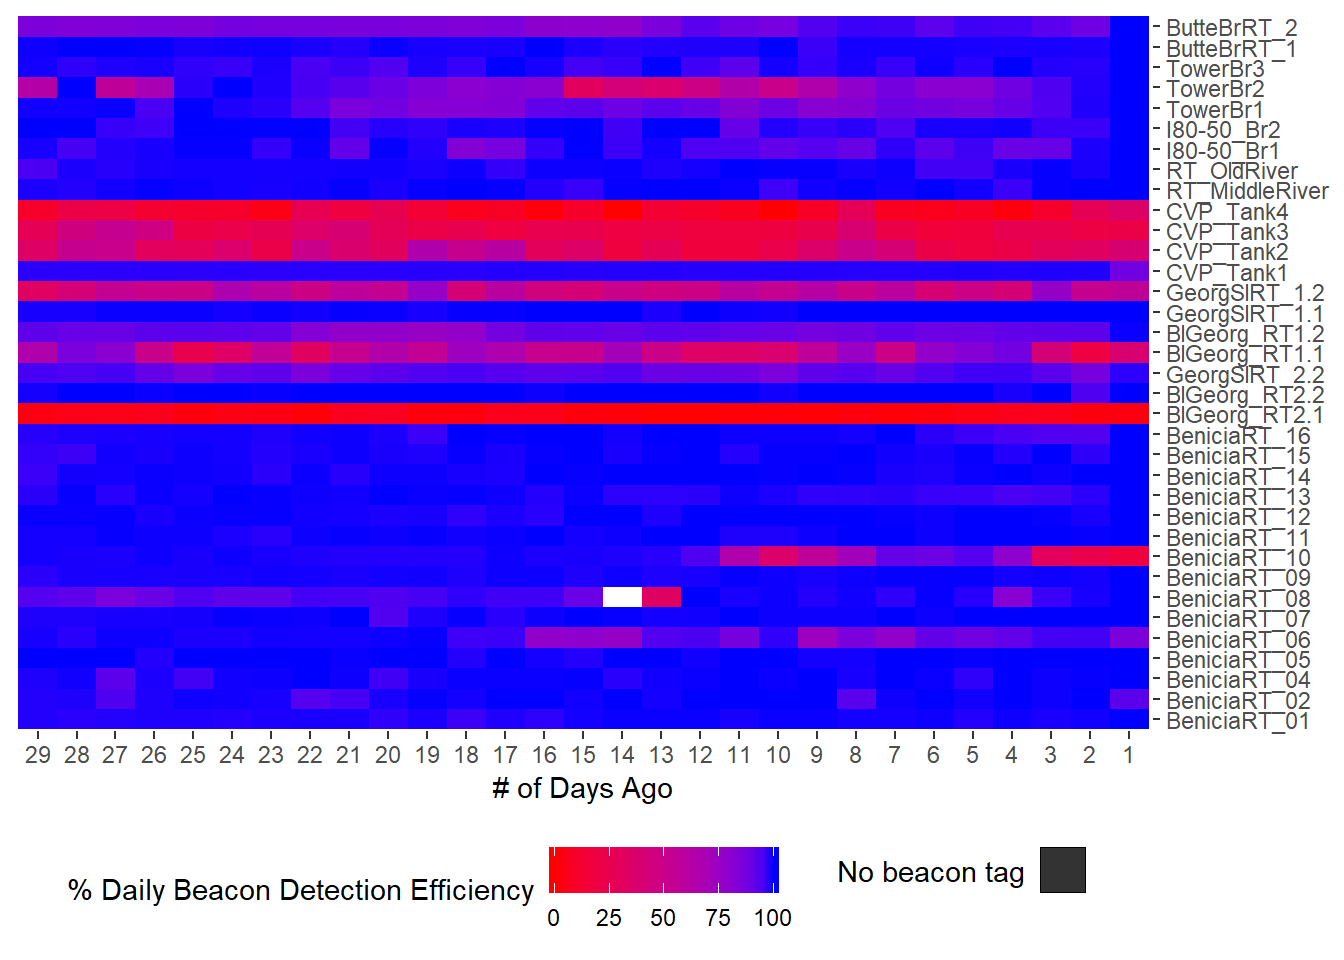 ButteBrRT_2
ButteBrRT_1
TowerBr3
TowerBr2
TowerBr1
I80-50_Br2
I80-50_Br1
RT_OldRiver
RT_MiddleRiver
CVP_Tank4
CVP_Tank3
CVP_Tank2
CVP_Tank1
GeorgSlRT_1.2
GeorgSlRT_1.1
BlGeorg_RT1.2
BlGeorg_RT1.1
GeorgSlRT_2.2
BlGeorg_RT2.2
BlGeorg_RT2.1
BeniciaRT_16
BeniciaRT_15
BeniciaRT_14
BeniciaRT_13
BeniciaRT_12
BeniciaRT_11
BeniciaRT_10
BeniciaRT_09
BeniciaRT_08
BeniciaRT_07
BeniciaRT_06
BeniciaRT_05
BeniciaRT_04
BeniciaRT_02
BeniciaRT_01
29 28 27 26 25 24 23 22 21 20 19 18 17 16 15 14 13 12 11 10 9 8 7 6 5 4 3 2 1
# of Days Ago
% Daily Beacon Detection Efficiency
0 25 50 75 100
No beacon tag